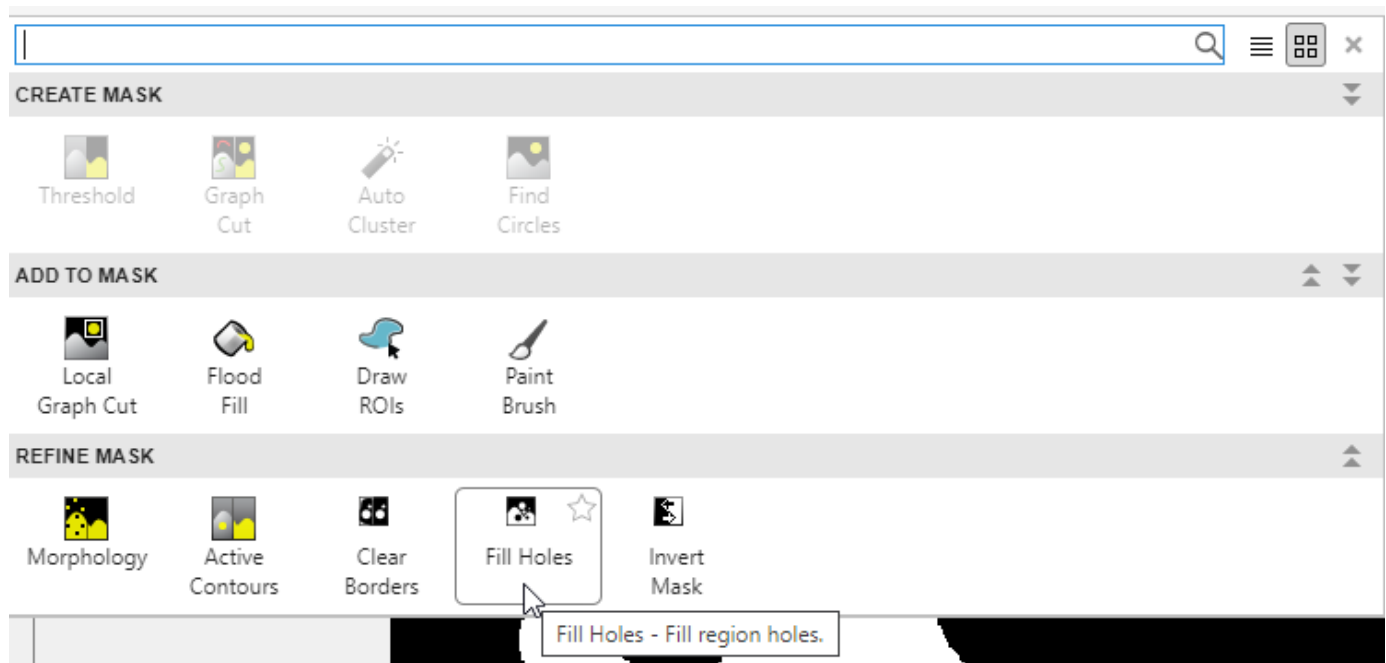 CREATE MASK
Threshold
Graph
Cut
Auto
Cluster
Find
Circles
ADD TO MASK
Local
Graph Cut
Flood
Fill
Draw
ROIs
Paint
Brush
REFINE MASK
Morphology
Active
Contours
Clear
Borders
Fill Holes
Invert
Mask
Fill Holes - Fill region holes.